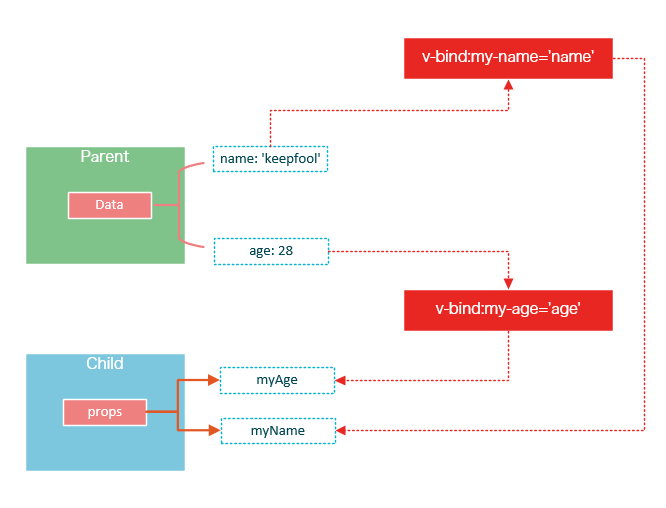 v-bind:my-name='name'
Parent
name: 'keepfool'
Data
age: 28
v-bind:my-age='age'
Child
myAge
props
myName